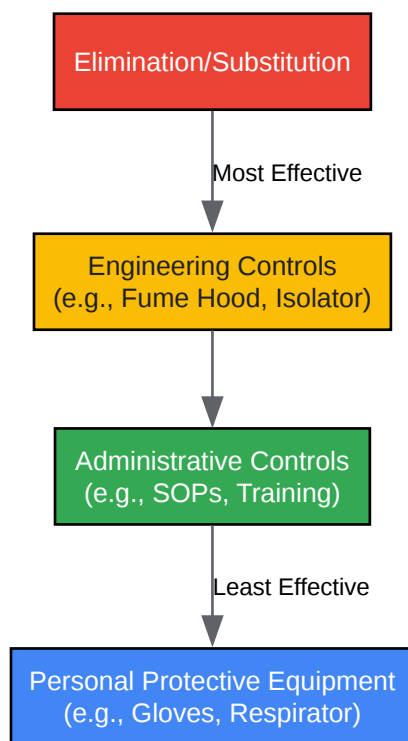 Elimination/Substitution
Most Effective
Engineering Controls
(e.g., Fume Hood, Isolator)
Administrative Controls
(e.g., SOPs, Training)
Least Effective
Personal Protective Equipment
(e.g., Gloves, Respirator)